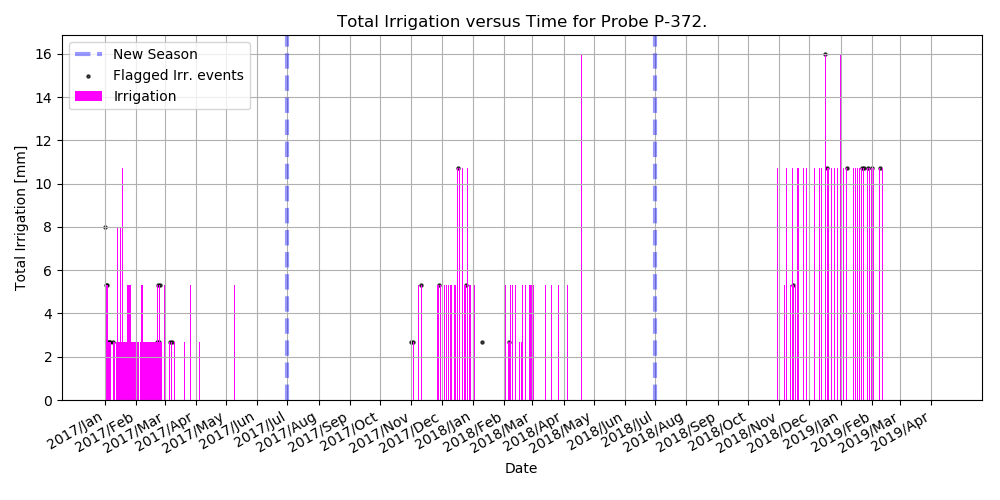 Total Irrigation versus Time for Probe P-372.
New Season
Flagged Irr. events
Irrigation
Total Irrigation [mm]
16
14
12
10
8
6
4
2
0
2017/Jan
2017/Feb
2017/Mar
2017/Apr
2017/May
2017/Jun
2017/Jul
2017/Aug
2017/Sep
2017/Oct
2017/Nov
2017/Dec
2018/Jan
2018/Feb
2018/Mar
2018/Apr
2018/May
2018/Jun
2018/Jul
2018/Aug
2018/Sep
2018/Oct
2018/Nov
2018/Dec
2019/Jan
2019/Feb
2019/Mar
2019/Apr
Date